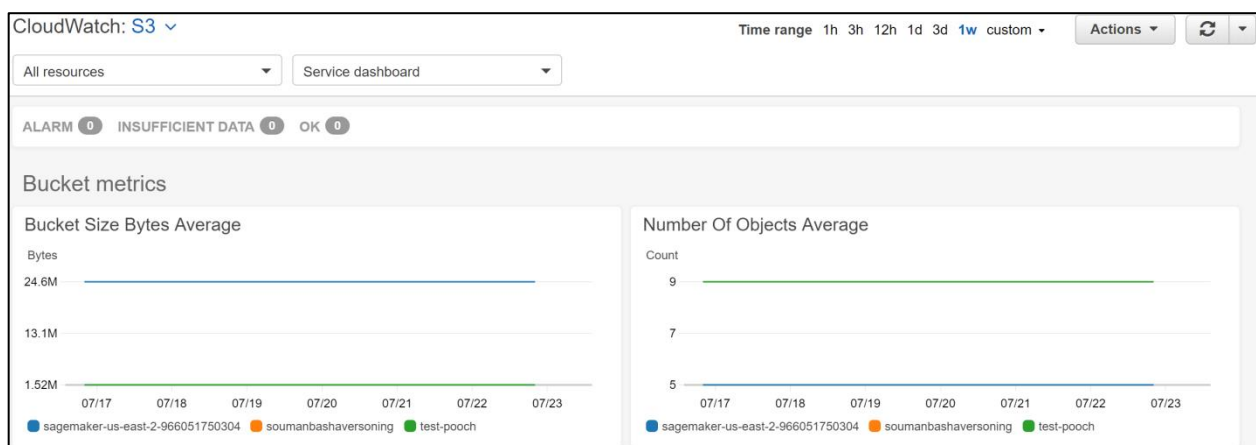 CloudWatch: S3
Time range 1h 3h 12h 1d 3d 1w custom
Actions
All resources
Service dashboard
ALARM 0 INSUFFICIENT DATA 0 OK 0
Bucket metrics
Bucket Size Bytes Average
Bytes
24.6M
13.1M
1.52M
07/17 07/18 07/19 07/20 07/21 07/22 07/23
sagemaker-us-east-2-966051750304 soumanbashaversoning test-pooch
Number Of Objects Average
Count
9
7
5
07/17 07/18 07/19 07/20 07/21 07/22 07/23
sagemaker-us-east-2-966051750304 soumanbashaversoning test-pooch